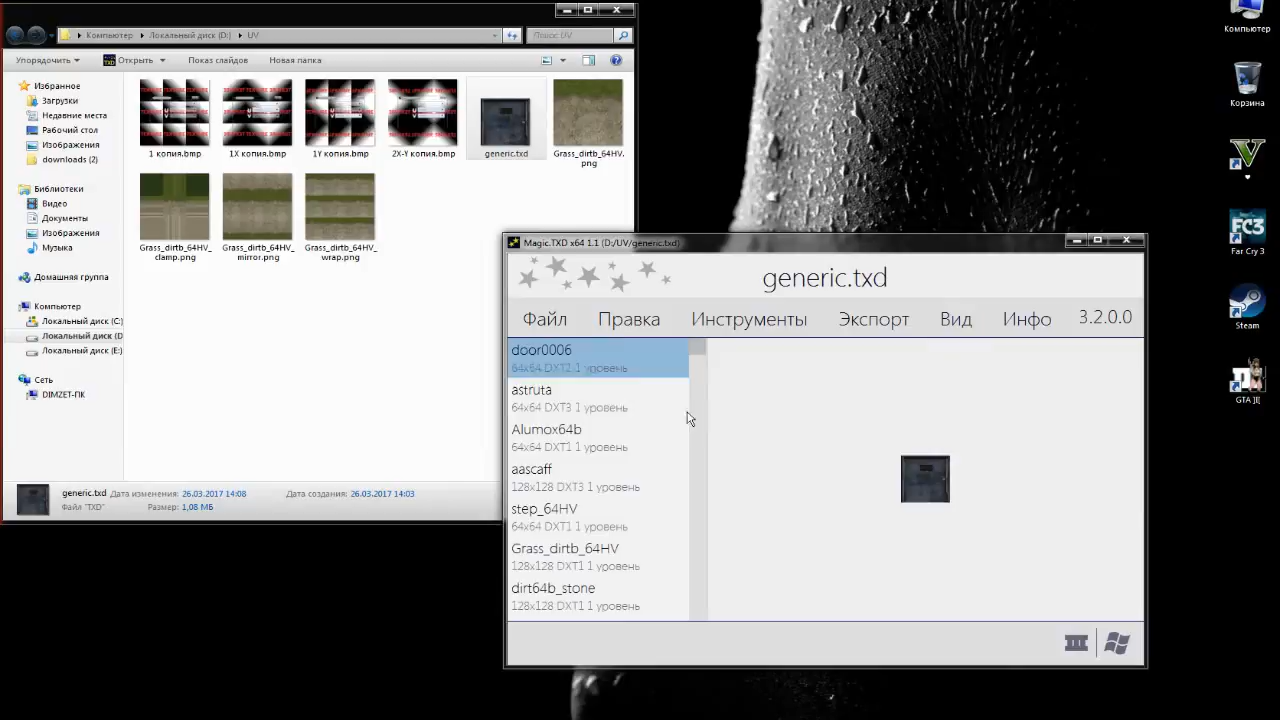 Компьютер
Локальный диск (D:)
UV
Поиск UV
Упорядочить
Открыть
Показ слайдов
Новая папка
Избранное
Загрузки
Недавние места
Рабочий стол
Изображения
downloads (2)
Библиотеки
Видео
Документы
Изображения
Музыка
Домашняя группа
Компьютер
Локальный диск (C:)
Локальный диск (D
Локальный диск (E:)
Сеть
DIMZET-ПК
1 копия.bmp
1X копия.bmp
1Y копия.bmp
2X-Y копия.bmp
generic.txd
Grass_dirtb_64HV.
png
Grass_dirtb_64HV_
clamp.png
Grass_dirtb_64HV_
mirror.png
Grass_dirtb_64HV_
wrap.png
generic.txd
Дата изменения: 26.03.2017 14:08
Дата создания: 26.03.2017 14:03
Файл "TXD"
Размер: 1,08 МБ
Magic.TXD x64 1.1 (D:/UV/generic.txd)
generic.txd
Файл
Правка
Инструменты
Экспорт
Вид
Инфо
3.2.0.0
door0006
64x64 DXT2 1 уровень
astruta
64x64 DXT3 1 уровень
Alumox64b
64x64 DXT1 1 уровень
aascaff
128x128 DXT3 1 уровень
step_64HV
64x64 DXT1 1 уровень
Grass_dirtb_64HV
128x128 DXT1 1 уровень
dirt64b_stone
128x128 DXT1 1 уровень
III
Компьютер
Корзина
V
FC3
Far Cry 3
Steam
GTA ]I[